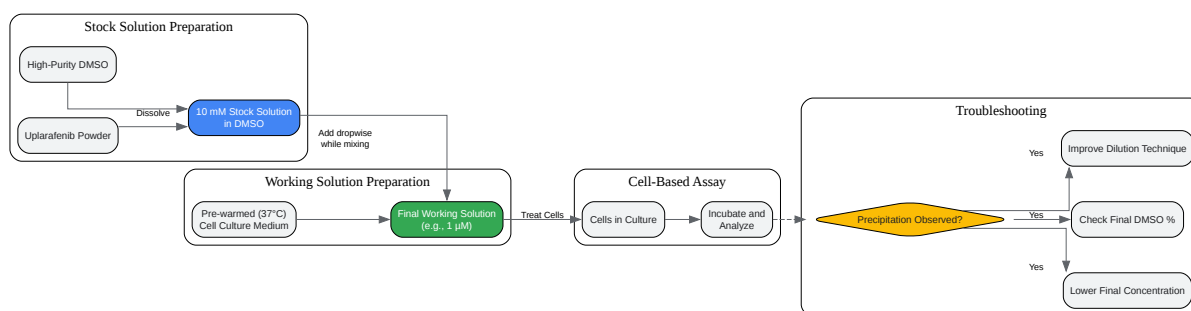 Stock Solution Preparation
High-Purity DMSO
Dissolve
Uplarafenib Powder
10 mM Stock Solution
in DMSO
Add dropwise
while mixing
Working Solution Preparation
Pre-warmed (37°C)
Cell Culture Medium
Final Working Solution
(e.g., 1 µM)
Treat Cells
Cell-Based Assay
Cells in Culture
Incubate and
Analyze
Troubleshooting
Precipitation Observed?
Yes
Improve Dilution Technique
Yes
Check Final DMSO %
Yes
Lower Final Concentration